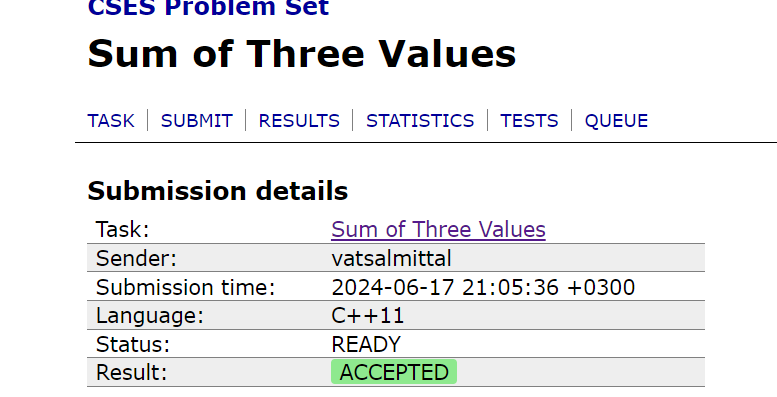 CSES Problem Set
Sum of Three Values
TASK | SUBMIT | RESULTS | STATISTICS | TESTS | QUEUE
Submission details
Task: Sum of Three Values
Sender: vatsalmittal
Submission time: 2024-06-17 21:05:36 +0300
Language: C++11
Status: READY
Result: ACCEPTED